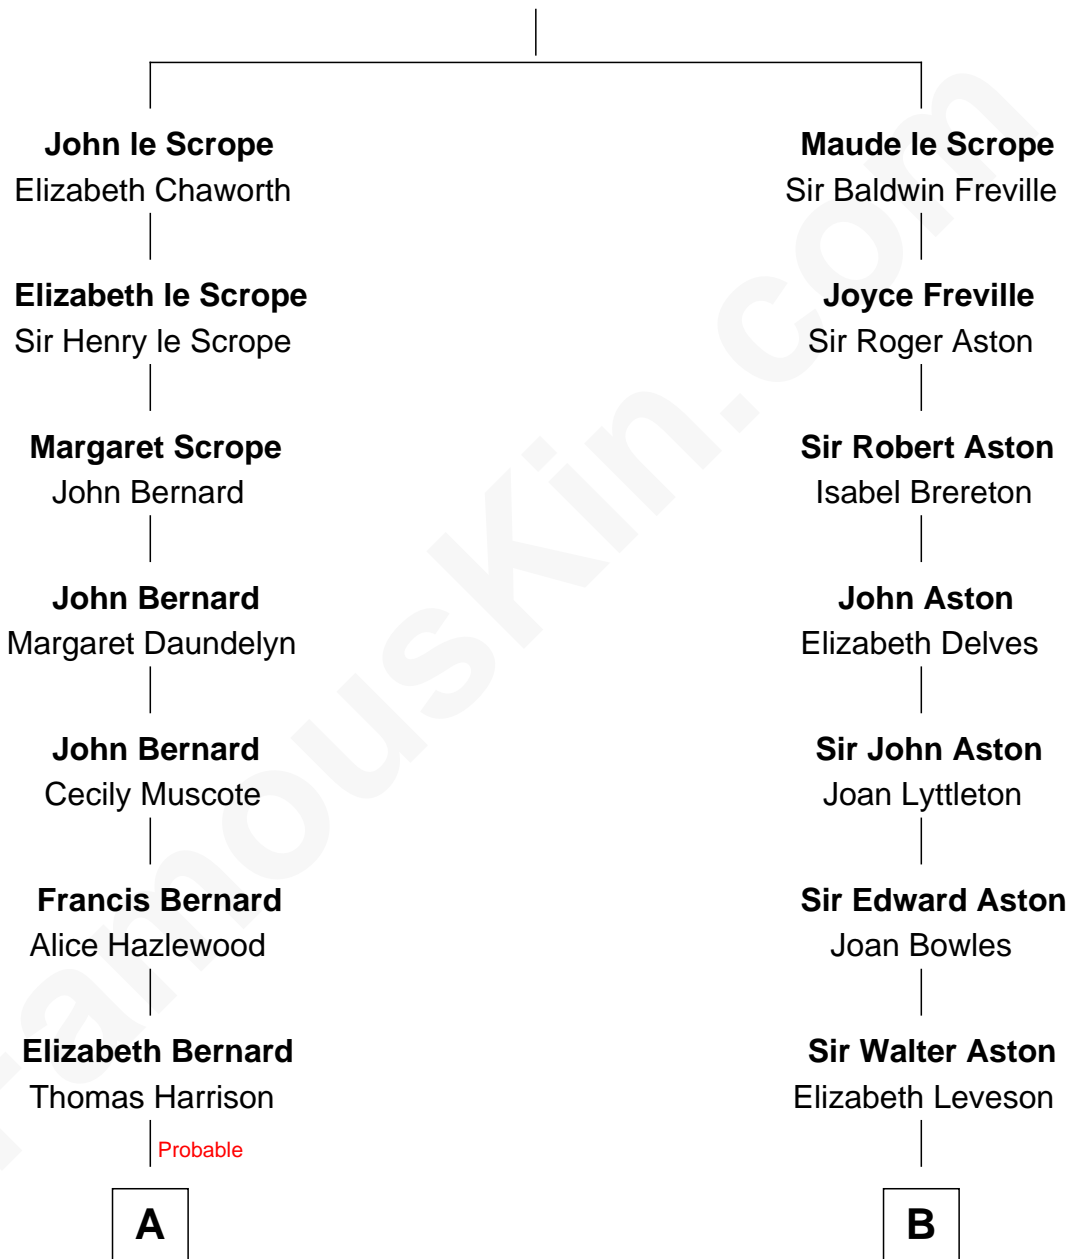 John le Scrope
Elizabeth Chaworth
Elizabeth le Scrope
Sir Henry le Scrope
Margaret Scrope
John Bernard
John Bernard
Margaret Daundelyn
John Bernard
Cecily Muscote
Francis Bernard
Alice Hazlewood
Elizabeth Bernard
Thomas Harrison
Probable
A
Maude le Scrope
Sir Baldwin Freville
Joyce Freville
Sir Roger Aston
Sir Robert Aston
Isabel Brereton
John Aston
Elizabeth Delves
Sir John Aston
Joan Lyttleton
Sir Edward Aston
Joan Bowles
Sir Walter Aston
Elizabeth Leveson
B
FamousKin.com